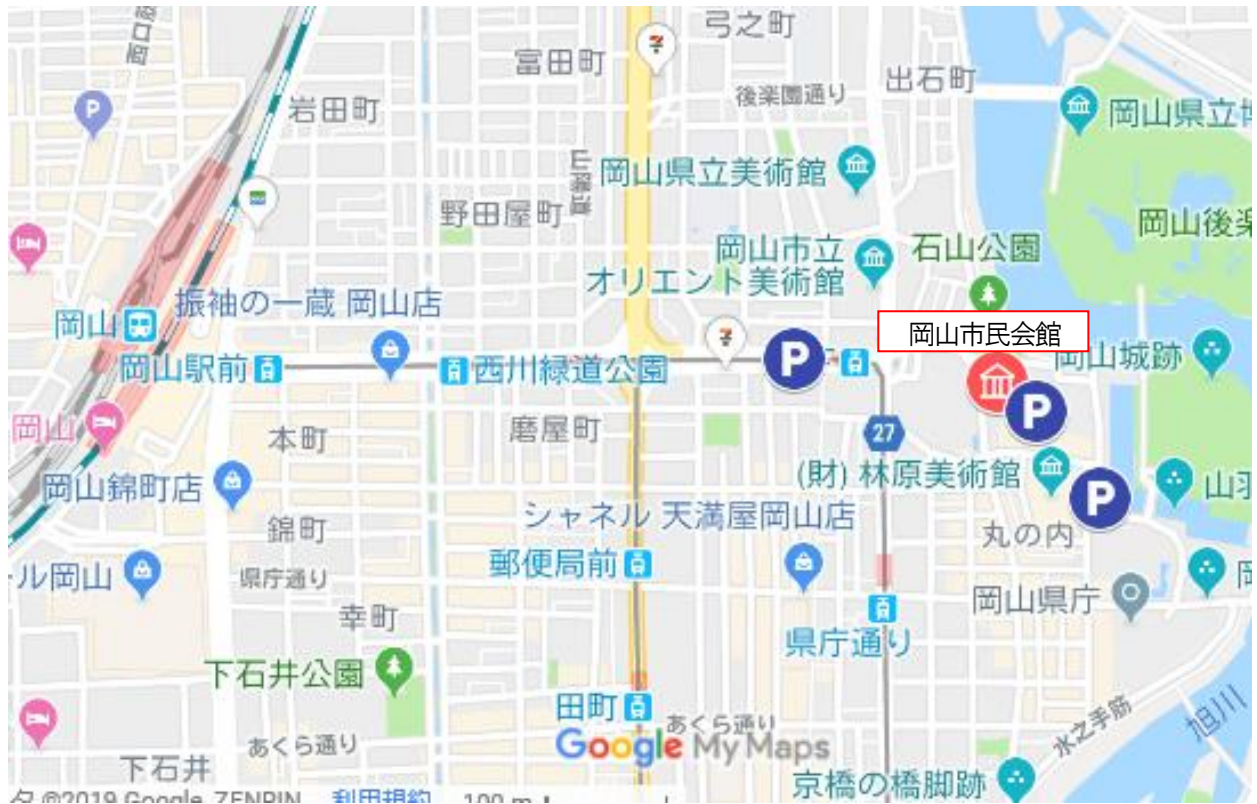 西口筋
弓之町
富田町
出石町
後楽園通り
岩田町
P
岡山県立
岡山県立美術館
野田屋町
岡山後楽
岡山市立
オリエント美術館
石山公園
振袖の一蔵 岡山店
岡山
岡山市民会館
岡山駅前
西川緑道公園
P
岡山城跡
P
岡山
本町
磨屋町
27
(財) 林原美術館
岡山錦町店
P
シャネル 天満屋岡山店
錦町
丸の内
郵便局前
ル岡山
県庁通り
岡山県庁
幸町
県庁通り
下石井公園
田町
あくら通り
水之手筋
旭川
あくら通り
Google My Maps
下石井
京橋の橋脚跡
タ ©2019 Google, ZENRIN
利用規約
100 m